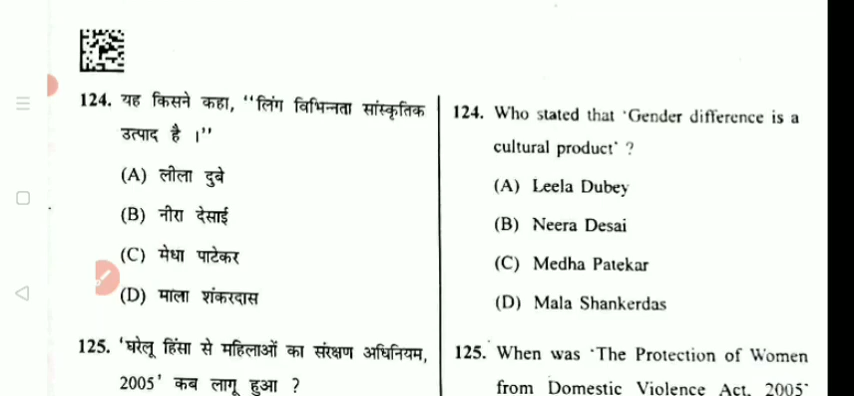 124. यह किसने कहा, ‘‘लिंग विभिन्नता सांस्कृतिक
उत्पाद है ।’’
(A) लीला दुबे
(B) नीरा देसाई
(C) मेधा पाटेकर
(D) माला शंकरदास
125. ‘घरेलू हिंसा से महिलाओं का संरक्षण अधिनियम,
2005’ कब लागू हुआ ?
124. Who stated that ‘Gender difference is a
cultural product’ ?
(A) Leela Dubey
(B) Neera Desai
(C) Medha Patekar
(D) Mala Shankerdas
125. When was ‘The Protection of Women
from Domestic Violence Act, 2005’